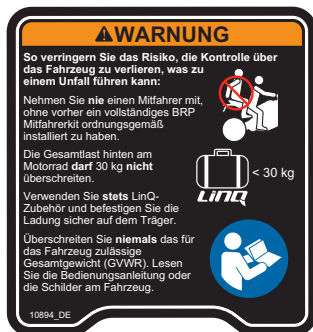 WARNUNG
So verringern Sie das Risiko, die Kontrolle über
das Fahrzeug zu verlieren, was zu
einem Unfall führen kann:
Nehmen Sie nie einen Mitfahrer mit,
ohne vorher ein vollständiges BRP
Mitfahrerkit ordnungsgemäß
installiert zu haben.
Die Gesamtlast hinten am
Motorrad darf 30 kg nicht
überschreiten.
< 30 kg
LinQ
Verwenden Sie stets LinQ-
Zubehör und befestigen Sie die
Ladung sicher auf dem Träger.
Überschreiten Sie niemals das für
das Fahrzeug zulässige
Gesamtgewicht (GVWR). Lesen
Sie die Bedienungsanleitung oder
die Schilder am Fahrzeug.
10894_DE